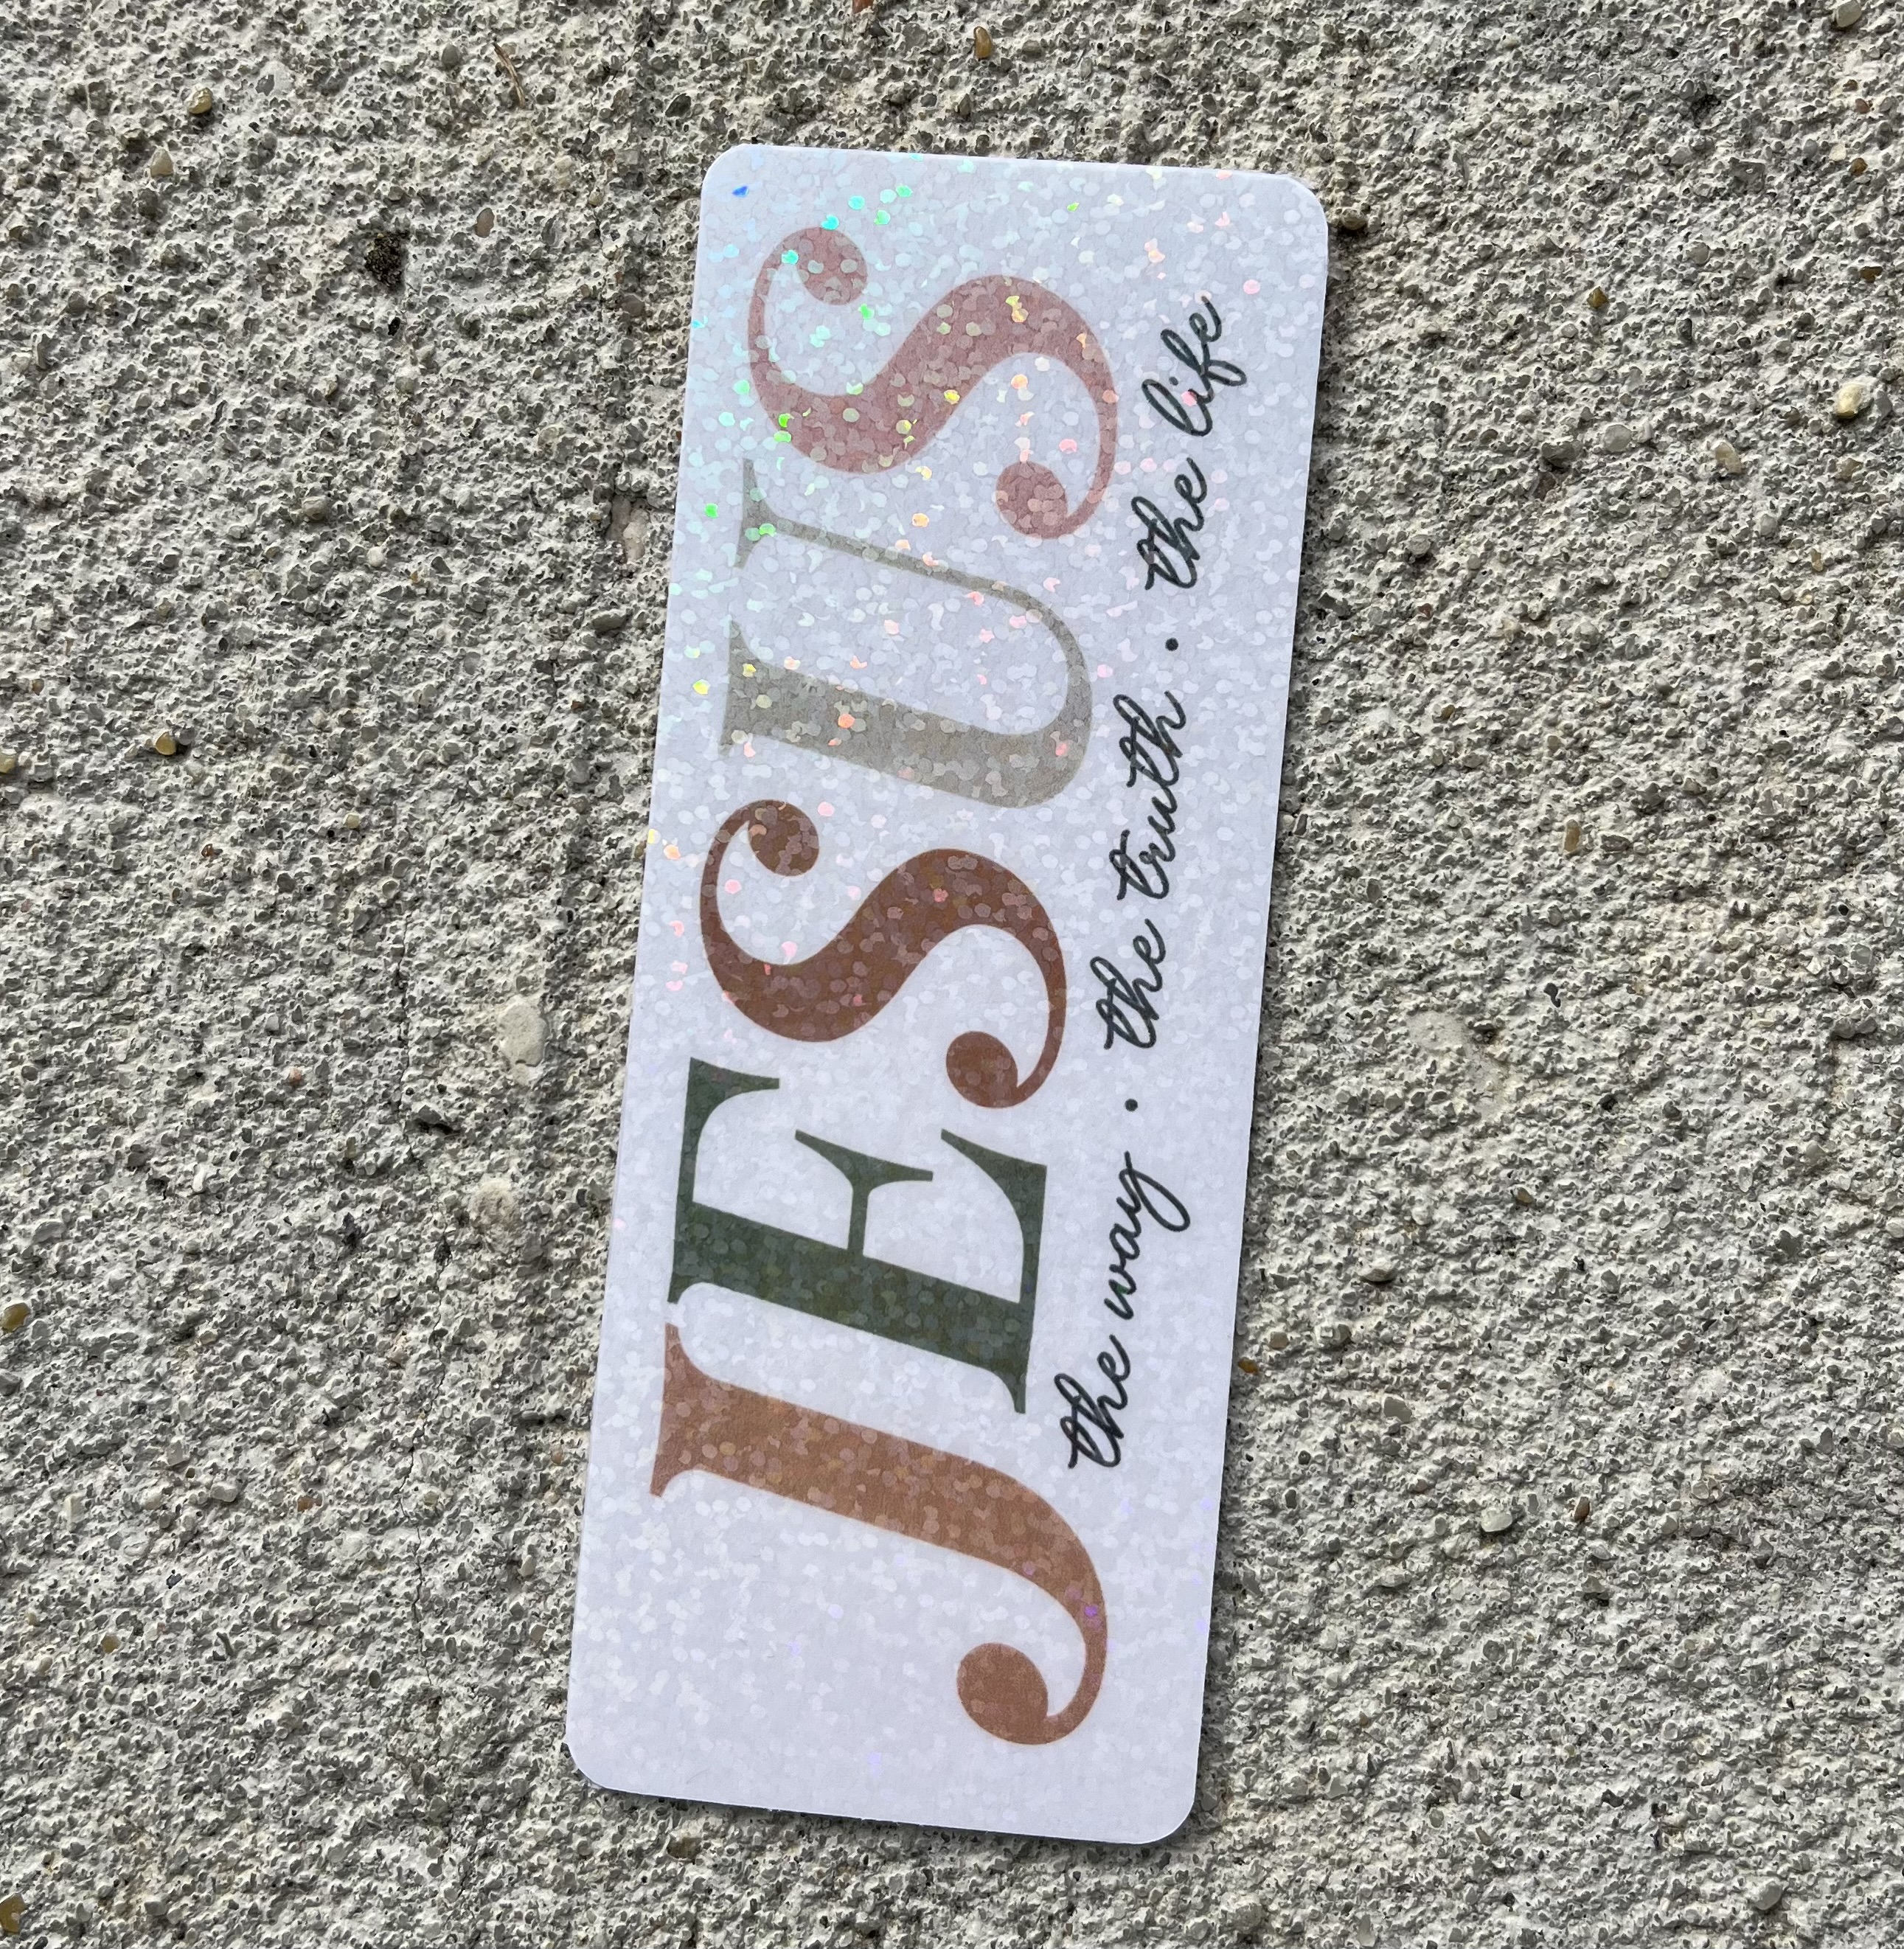 JESUS
the way · the truth · the life